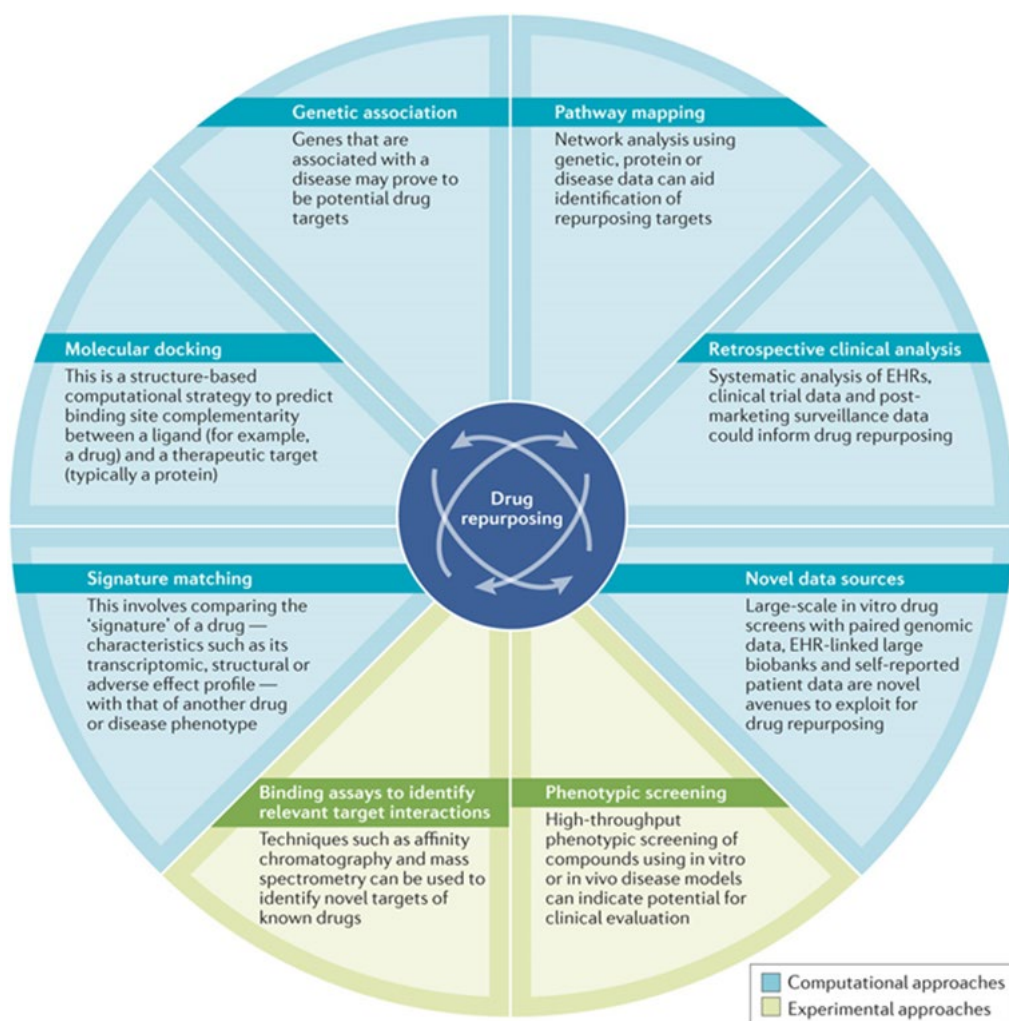 Genetic association
Genes that are
associated with a
disease may prove to
be potential drug
targets
Pathway mapping
Network analysis using
genetic, protein or
disease data can aid
identification of
repurposing targets
Molecular docking
This is a structure-based
computational strategy to predict
binding site complementarity
between a ligand (for example,
a drug) and a therapeutic target
(typically a protein)
Retrospective clinical analysis
Systematic analysis of EHRs,
clinical trial data and post-
marketing surveillance data
could inform drug repurposing
Drug
repurposing
Signature matching
This involves comparing the
‘signature’ of a drug —
characteristics such as its
transcriptomic, structural or
adverse effect profile —
with that of another drug
or disease phenotype
Novel data sources
Large-scale in vitro drug
screens with paired genomic
data, EHR-linked large
biobanks and self-reported
patient data are novel
avenues to exploit for
drug repurposing
Binding assays to identify
relevant target interactions
Techniques such as affinity
chromatography and mass
spectrometry can be used to
identify novel targets of
known drugs
Phenotypic screening
High-throughput
phenotypic screening of
compounds using in vitro
or in vivo disease models
can indicate potential for
clinical evaluation
Computational approaches
Experimental approaches